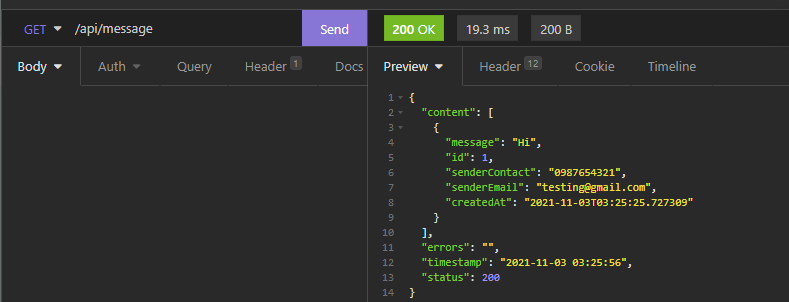 GET /api/message Send 200 OK 19.3 ms 200 B
Body Auth Query Header 1 Docs Preview Header 12 Cookie Timeline
1 {
2 "content": [
3 {
4 "message": "Hi",
5 "id": 1,
6 "senderContact": "0987654321",
7 "senderEmail": "testing@gmail.com",
8 "createdAt": "2021-11-03T03:25:25.727309"
9 }
10 ],
11 "errors": "",
12 "timestamp": "2021-11-03 03:25:56",
13 "status": 200
14 }